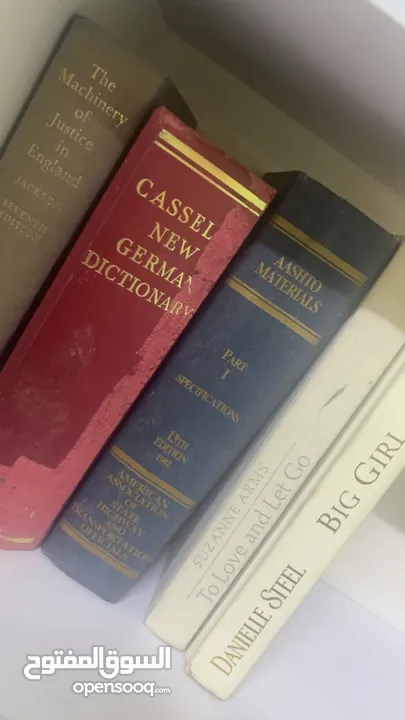 The
Machinery
of
Justice
in
England
JACKSON
SEVENTH
EDITION
CASSEL
NEW
GERMAN
DICTIONARY
AASHTO
MATERIALS
PART
I
SPECIFICATIONS
13TH
EDITION
1982
AMERICAN
ASSOCIATION
OF
STATE
HIGHWAY
AND
TRANSPORTATION
OFFICIALS
SUZANNE ARMS
To Love and Let Go
DANIELLE STEEL BIG GIRL
السوق المفتوح
opensooq.com